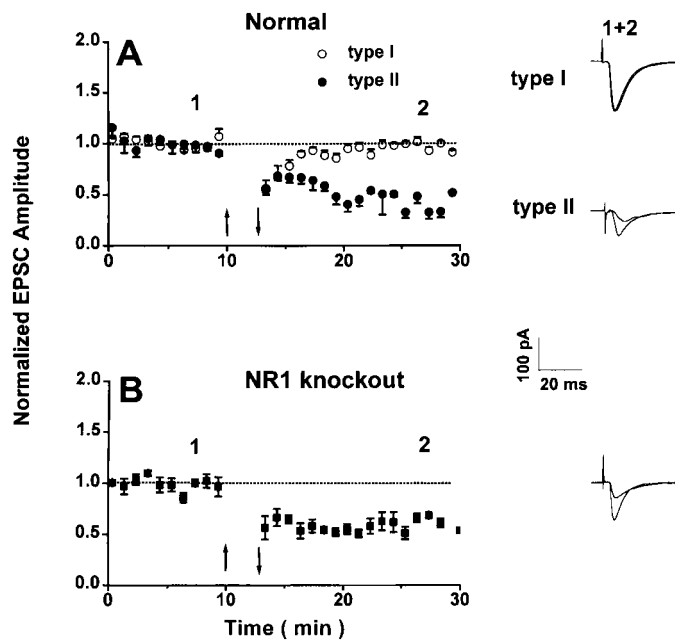 Normal
A
type I
type II
1
2
2.0
1.5
1.0
0.5
0.0
0
10
20
30
1+2
type I
type II
100 pA
20 ms
Normalized EPSC Amplitude
B
NR1 knockout
1
2
2.0
1.5
1.0
0.5
0.0
0
10
20
30
Time ( min )